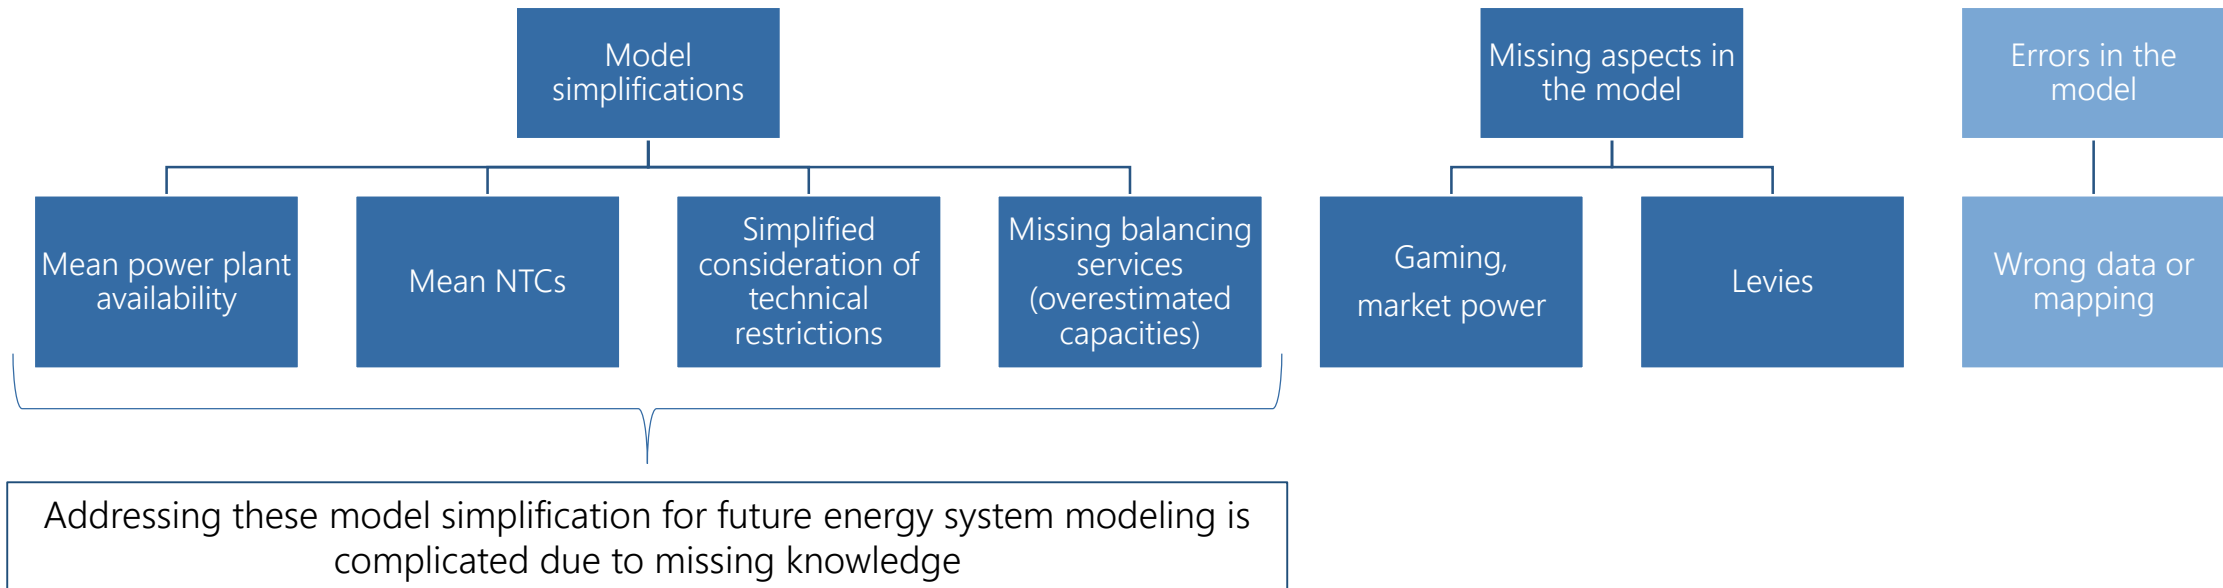 Model
simplifications
Missing aspects in
the model
Errors in the
model
Mean power plant
availability
Mean NTCs
Simplified
consideration of
technical
restrictions
Missing balancing
services
(overestimated
capacities)
Gaming,
market power
Levies
Wrong data or
mapping
Addressing these model simplification for future energy system modeling is
complicated due to missing knowledge